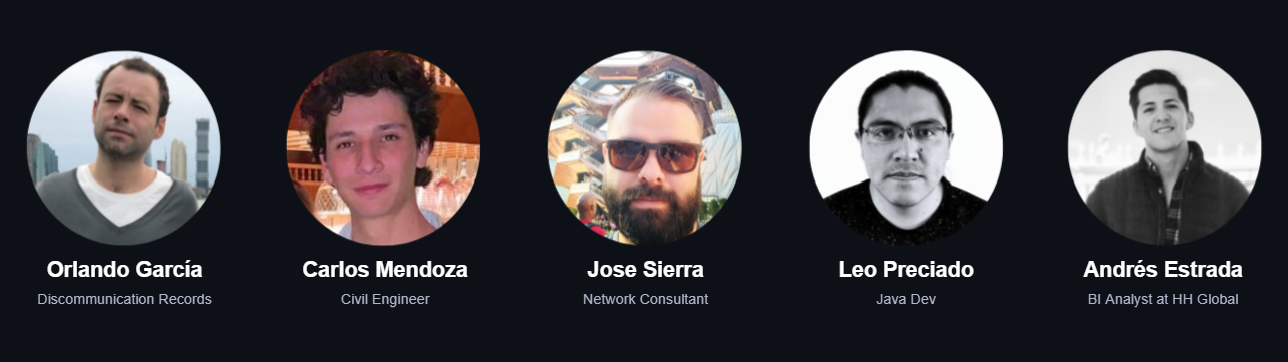 Orlando García
Discommunication Records
Carlos Mendoza
Civil Engineer
Jose Sierra
Network Consultant
Leo Preciado
Java Dev
Andrés Estrada
BI Analyst at HH Global